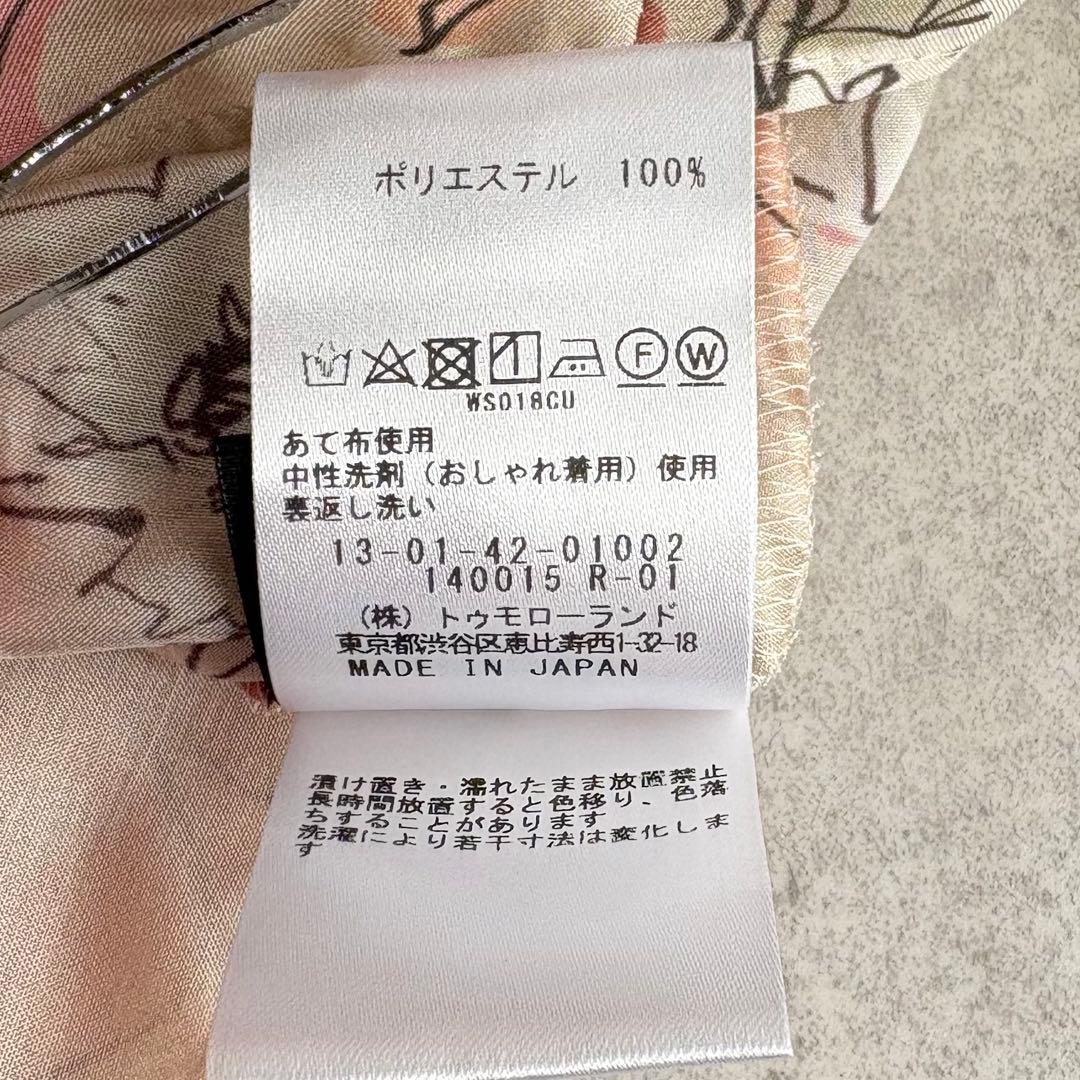 ポリエステル 100%
F W
WS018CU
あて布使用
中性洗剤(おしゃれ着用)使用
裏返し洗い
13-01-42-01002
140015 R-01
(株)トゥモローランド
東京都渋谷区恵比寿西1-32-18
MADE IN JAPAN
漬け置き・濡れたまま放置禁止
長時間放置すると色移り、色落
ちすることがあります
洗濯により若干寸法は変化しま
す